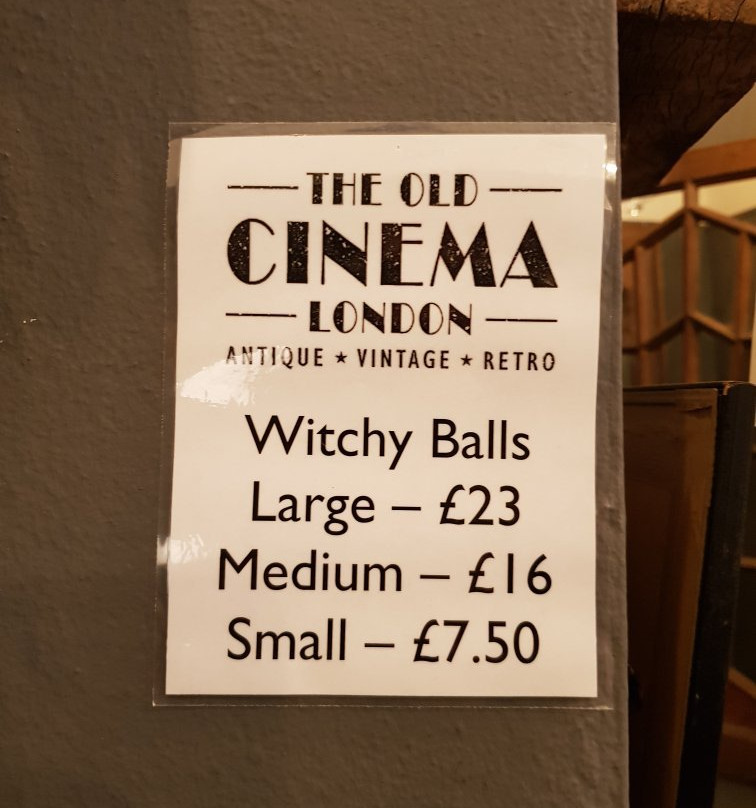 THE OLD
CINEMA
LONDON
ANTIQUE ★ VINTAGE ★ RETRO
Witchy Balls
Large – £23
Medium – £16
Small – £7.50